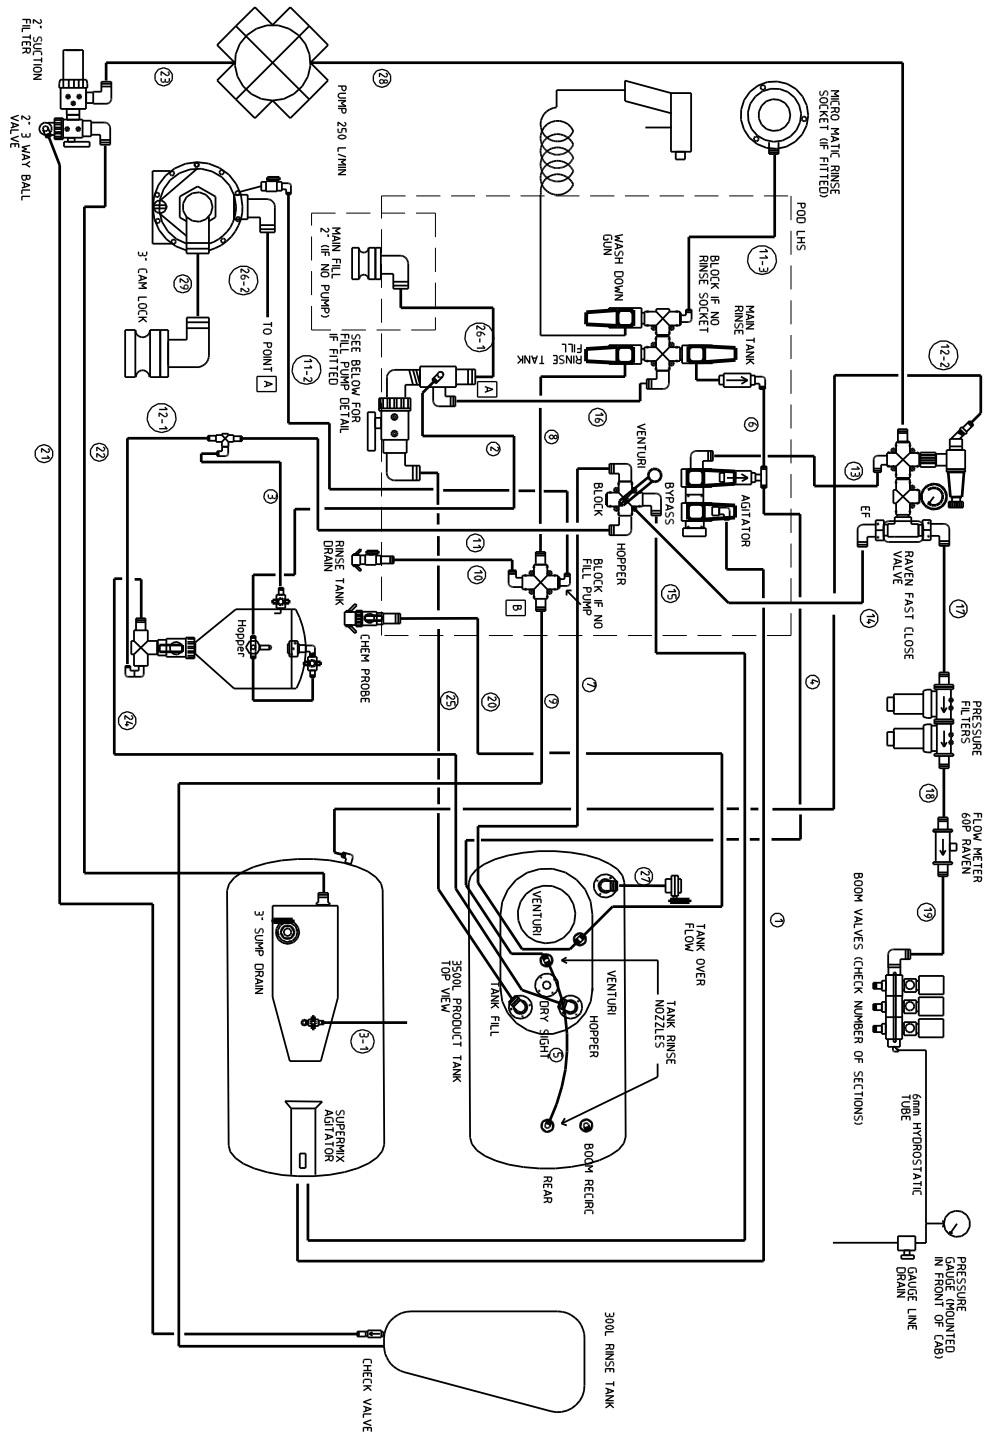 2" SUCTION
FILTER
2" 3 WAY BALL
VALVE
23
28
PUMP 250 L/MIN
MICRO MATIC RINSE
SOCKET (IF FITTED)
POD LHS
11-3
WASH DOWN
GUN
BLOCK IF NO
RINSE SOCKET
MAIN TANK
RINSE
RINSE TANK
FILL
MAIN FILL
2" (IF NO PUMP)
26-1
A
SEE BELOW FOR
FILL PUMP DETAIL
IF FITTED
3" CAM LOCK
29
26-2
TO POINT A
11-2
12-1
12-2
21
22
3
2
8
16
6
13
VENTURI
BYPASS
BLOCK
HOPPER
AGITATOR
EF
RAVEN FAST CLOSE
VALVE
14
15
17
RINSE TANK
DRAIN
11
10
B
BLOCK IF NO
FILL PUMP
CHEM PROBE
Hopper
24
25
20
9
7
4
PRESSURE
FILTERS
18
FLOW METER
60P RAVEN
19
BOOM VALVES (CHECK NUMBER OF SECTIONS)
6mm HYDROSTATIC
TUBE
PRESSURE
GAUGE (MOUNTED
IN FRONT OF CAB)
GAUGE LINE
DRAIN
1
27
TANK OVER
FLOW
VENTURI
VENTURI
TANK RINSE
NOZZLES
HOPPER
DRY SIGHT
TANK FILL
5
3500L PRODUCT TANK
TOP VIEW
BOOM RECIRC
REAR
3" SUMP DRAIN
3-1
SUPERMIX
AGITATOR
300L RINSE TANK
CHECK VALVE